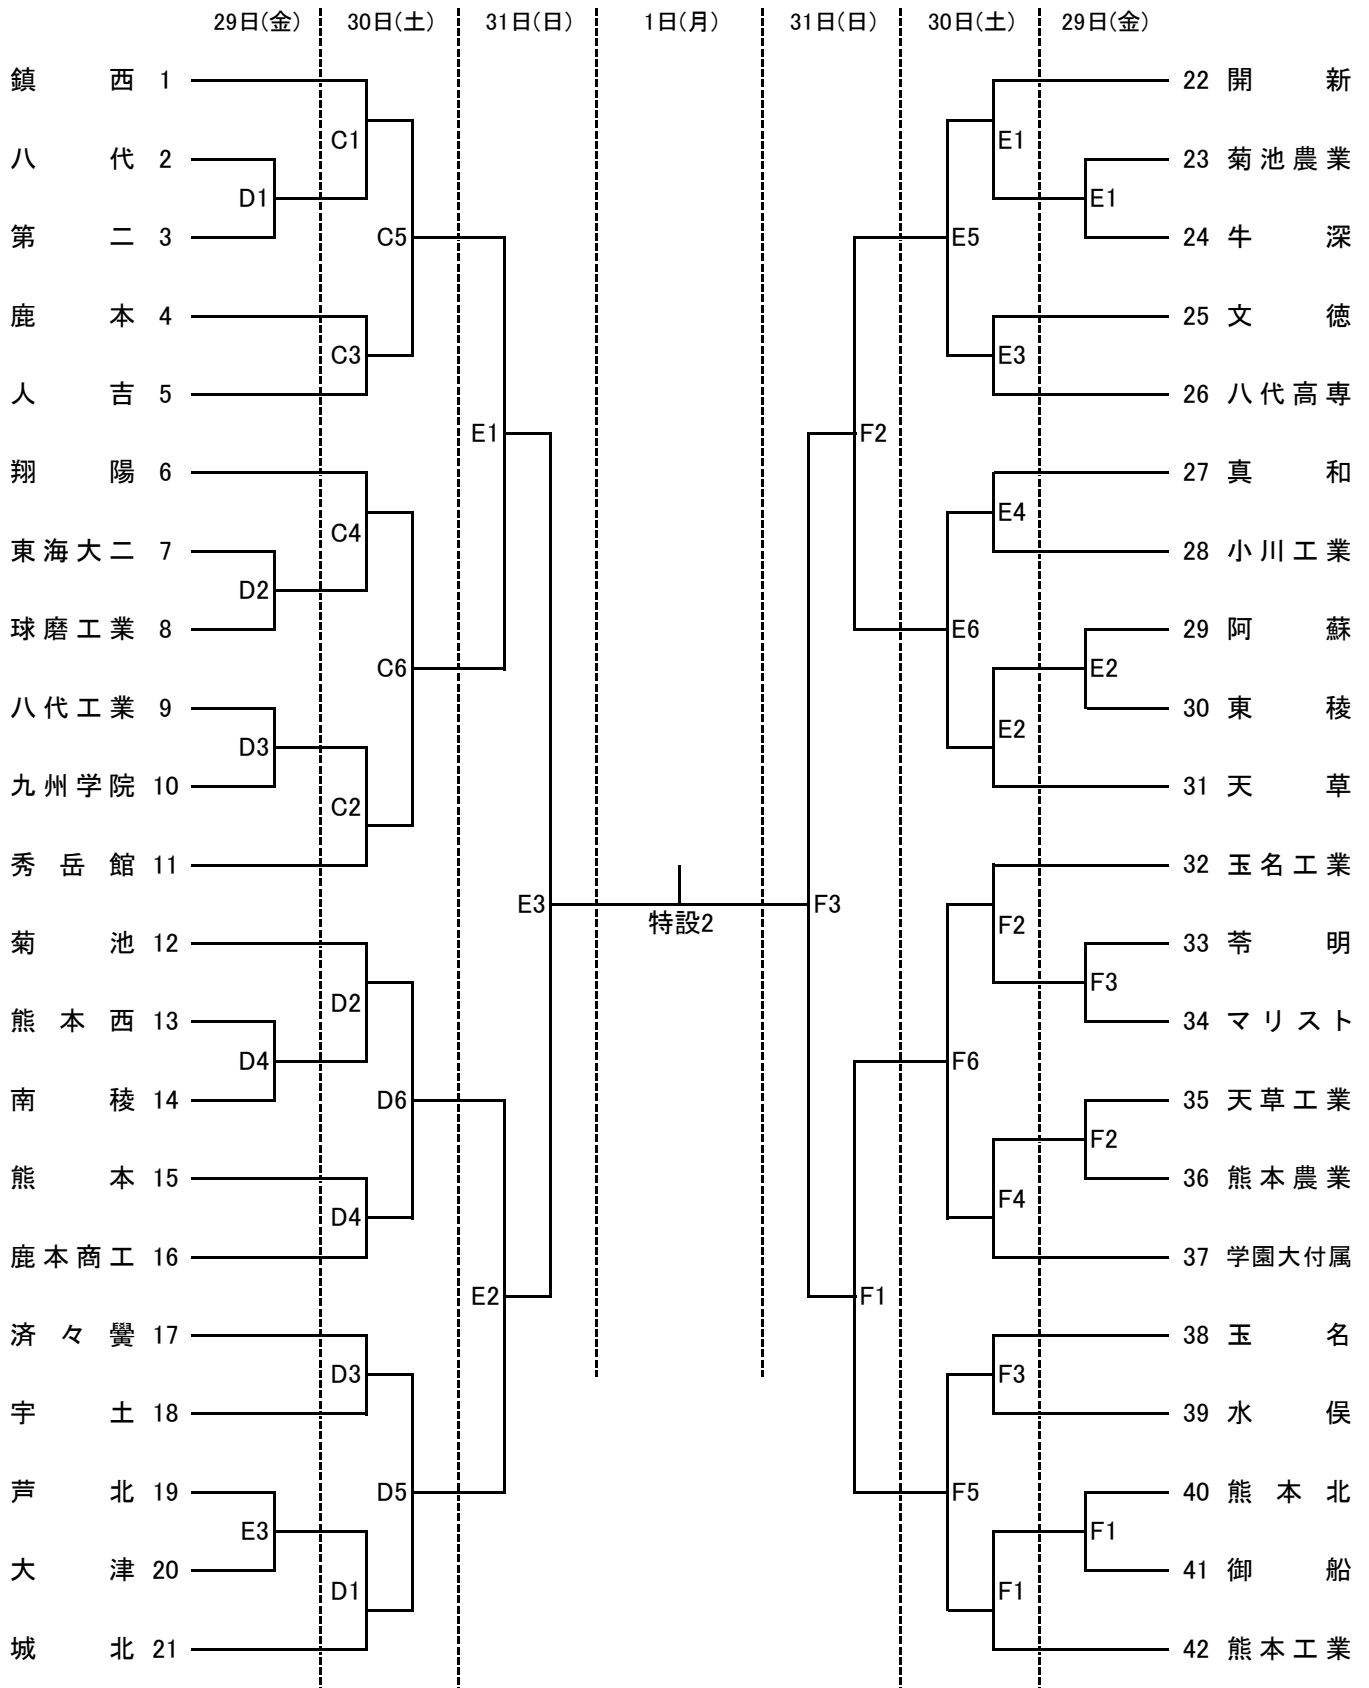 29日(金) 30日(土) 31日(日) 1日(月) 31日(日) 30日(土) 29日(金)
鎮西 1
八代 2
第二 3
鹿本 4
人吉 5
翔陽 6
東海大二 7
球磨工業 8
八代工業 9
九州学院 10
秀岳館 11
菊池 12
熊本西 13
南稜 14
熊本 15
鹿本商工 16
済々黌 17
宇土 18
芦北 19
大津 20
城北 21
D1
D2
D3
D4
E3
C1
C3
C4
C2
D2
D4
D3
D1
C5
C6
D6
D5
E1
E2
E3
特設2
F3
F2
F1
E5
E6
F6
F5
E1
E3
E4
E2
F2
F4
F3
F1
E1
E2
F3
F2
F1
22 開新
23 菊池農業
24 牛深
25 文徳
26 八代高専
27 真和
28 小川工業
29 阿蘇
30 東稜
31 天草
32 玉名工業
33 苓明
34 マリスト
35 天草工業
36 熊本農業
37 学園大付属
38 玉名
39 水俣
40 熊本北
41 御船
42 熊本工業